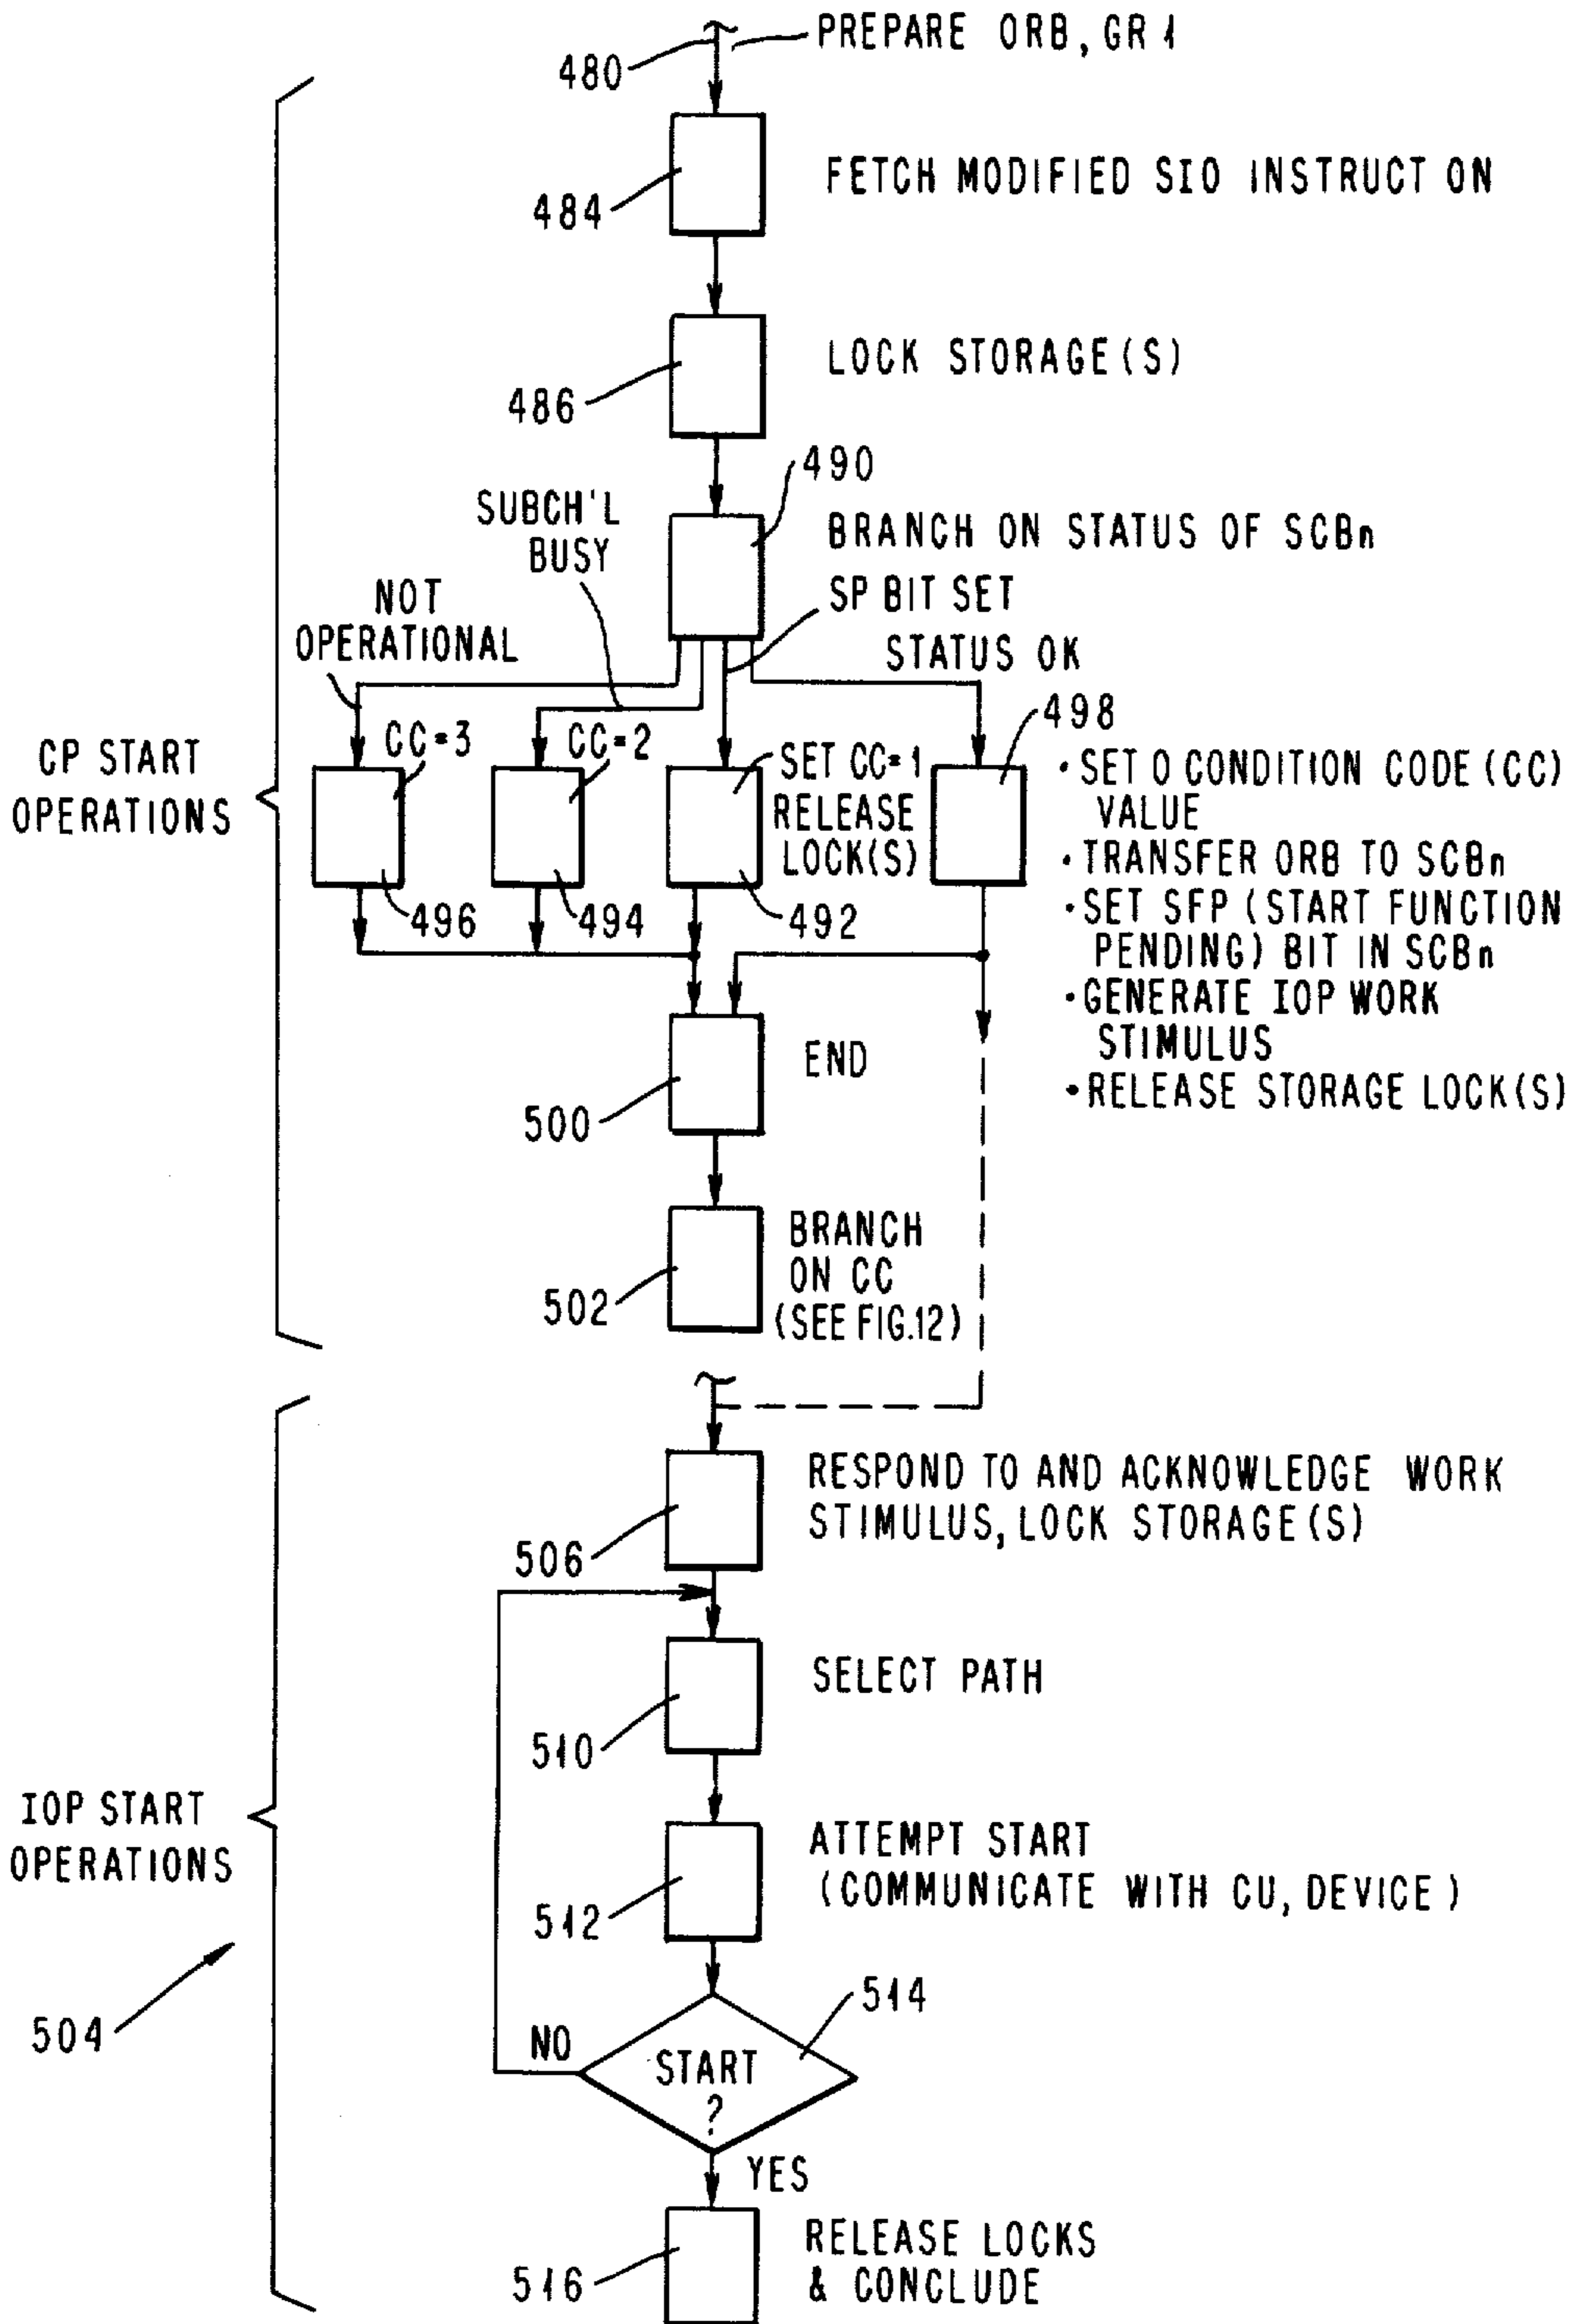 PREPARE ORB, GR 1
480
FETCH MODIFIED SIO INSTRUCT ON
484
LOCK STORAGE(S)
486
490
SUBCH'L
BUSY
BRANCH ON STATUS OF SCBn
NOT
OPERATIONAL
SP BIT SET
STATUS OK
CP START
OPERATIONS
CC=3
CC=2
SET CC=1
RELEASE
LOCK(S)
498
•SET 0 CONDITION CODE (CC)
VALUE
•TRANSFER ORB TO SCBn
•SET SFP (START FUNCTION
PENDING) BIT IN SCBn
•GENERATE IOP WORK
STIMULUS
•RELEASE STORAGE LOCK(S)
496
494
492
END
500
BRANCH
ON CC
(SEE FIG.12)
502
RESPOND TO AND ACKNOWLEDGE WORK
STIMULUS, LOCK STORAGE(S)
506
SELECT PATH
510
IOP START
OPERATIONS
ATTEMPT START
(COMMUNICATE WITH CU, DEVICE)
512
504
514
NO
START
?
YES
RELEASE LOCKS
& CONCLUDE
516